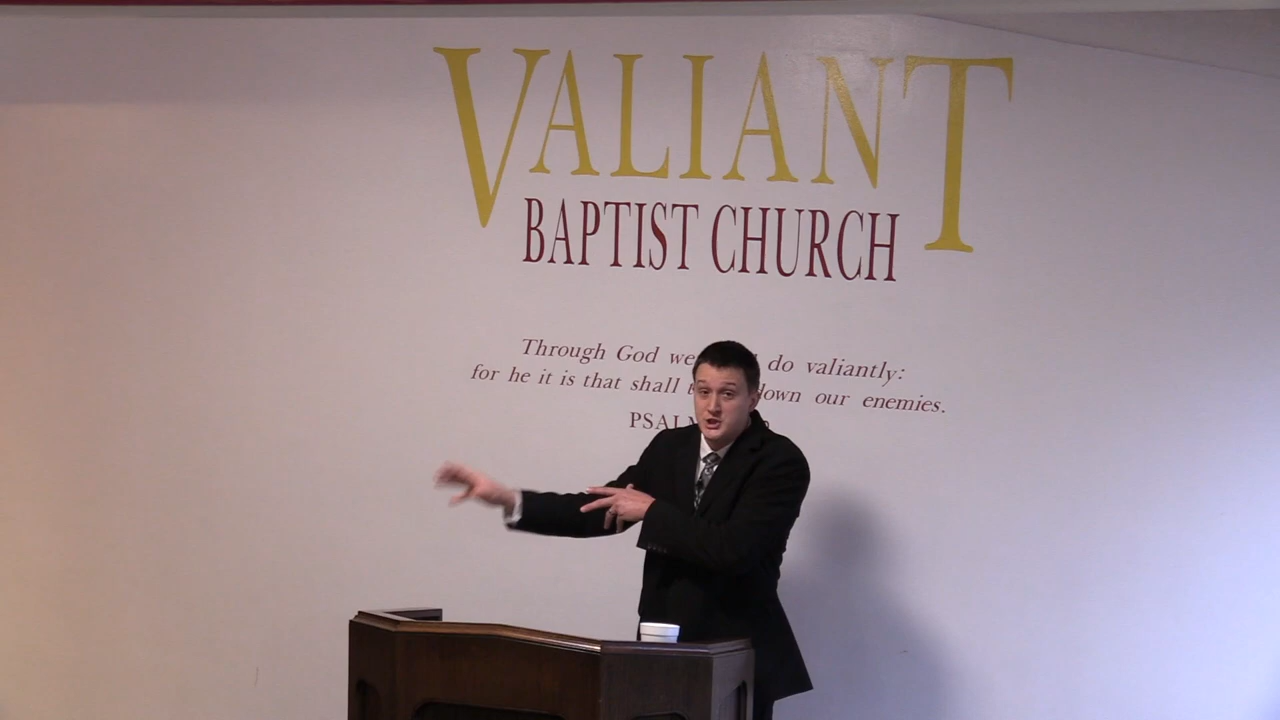 VALIANT
BAPTIST CHURCH
Through God we do valiantly:
for he it is that shall down our enemies.